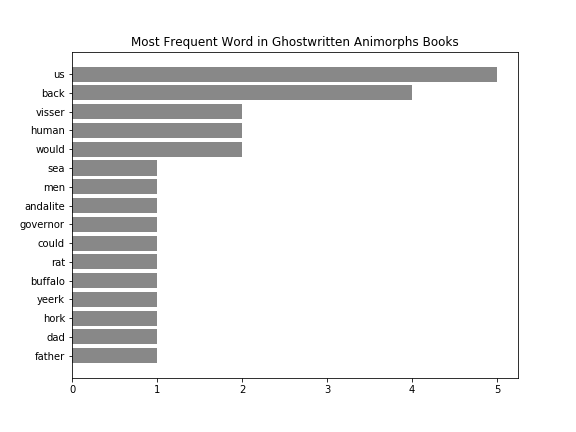 Most Frequent Word in Ghostwritten Animorphs Books
us
back
visser
human
would
sea
men
andalite
governor
could
rat
buffalo
yeerk
hork
dad
father
0 1 2 3 4 5